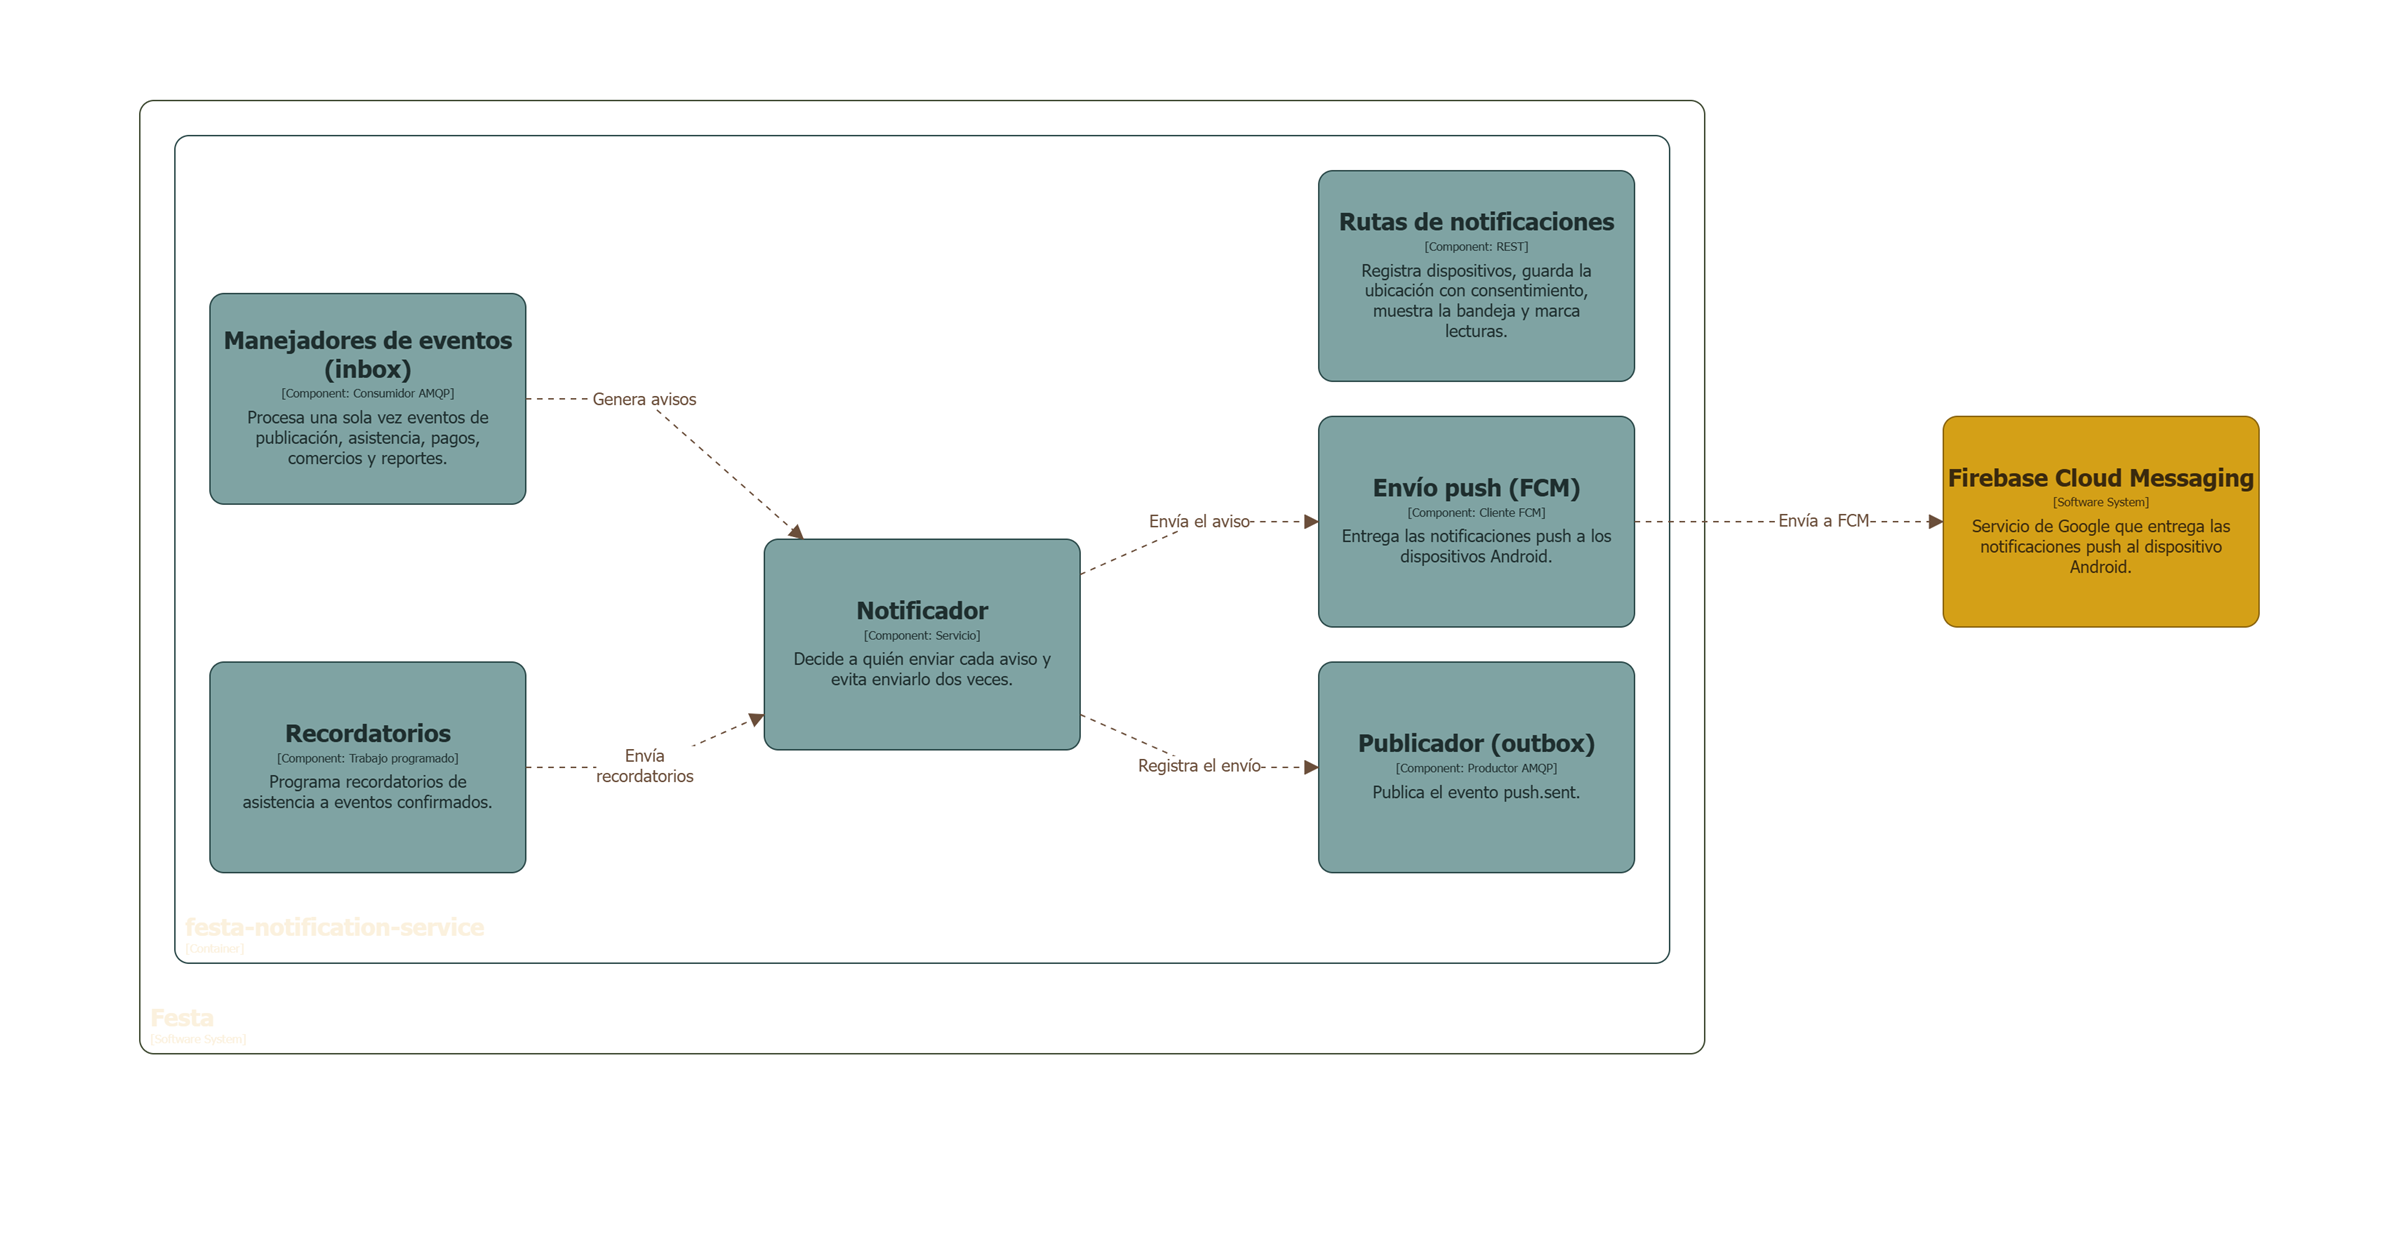 Manejadores de eventos
(inbox)
[Component: Consumidor AMQP]
Procesa una sola vez eventos de
publicación, asistencia, pagos,
comercios y reportes.
Genera avisos
Recordatorios
[Component: Trabajo programado]
Programa recordatorios de
asistencia a eventos confirmados.
Envía
recordatorios
Notificador
[Component: Servicio]
Decide a quién enviar cada aviso y
evita enviarlo dos veces.
Envía el aviso
Registra el envío
Rutas de notificaciones
[Component: REST]
Registra dispositivos, guarda la
ubicación con consentimiento,
muestra la bandeja y marca
lecturas.
Envío push (FCM)
[Component: Cliente FCM]
Entrega las notificaciones push a los
dispositivos Android.
Publicador (outbox)
[Component: Productor AMQP]
Publica el evento push.sent.
Envía a FCM
Firebase Cloud Messaging
[Software System]
Servicio de Google que entrega las
notificaciones push al dispositivo
Android.
festa-notification-service
[Container]
Festa
[Software System]